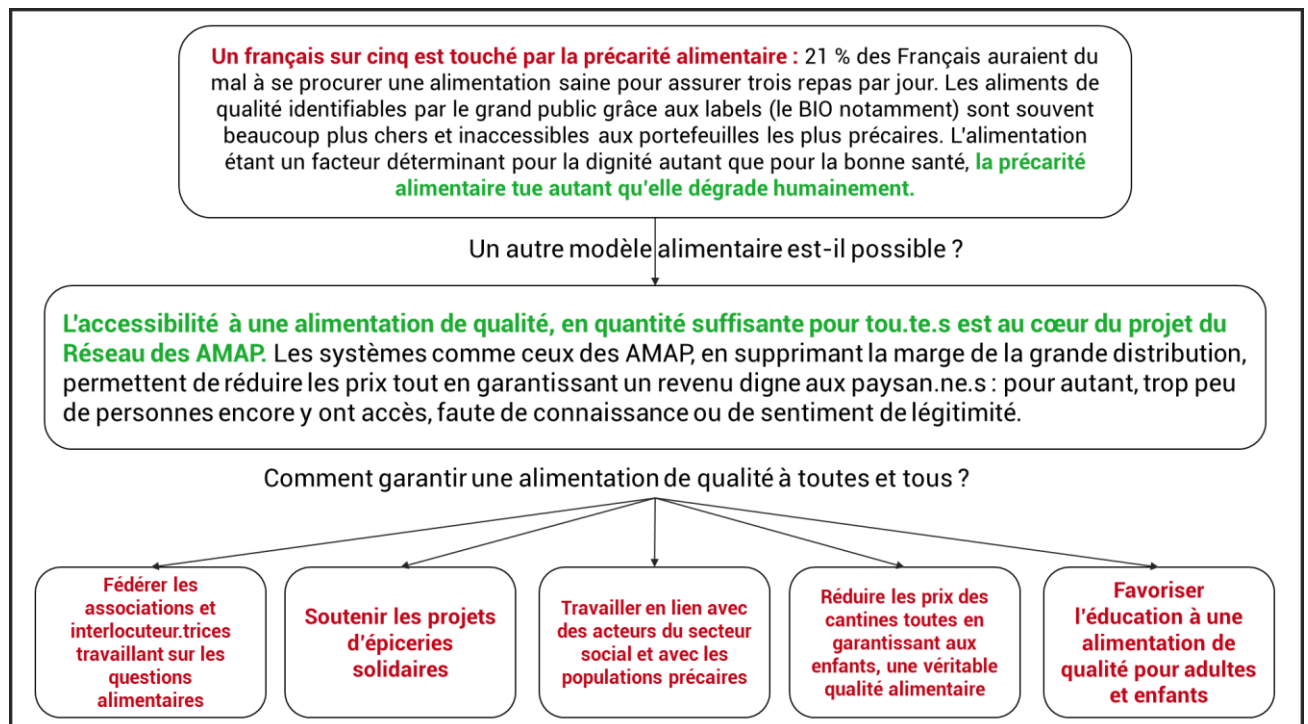 Un français sur cinq est touché par la précarité alimentaire : 21 % des Français auraient du
mal à se procurer une alimentation saine pour assurer trois repas par jour. Les aliments de
qualité identifiables par le grand public grâce aux labels (le BIO notamment) sont souvent
beaucoup plus chers et inaccessibles aux portefeuilles les plus précaires. L'alimentation
étant un facteur déterminant pour la dignité autant que pour la bonne santé, la précarité
alimentaire tue autant qu'elle dégrade humainement.
Un autre modèle alimentaire est-il possible ?
L'accessibilité à une alimentation de qualité, en quantité suffisante pour tou.te.s est au cœur du projet du
Réseau des AMAP. Les systèmes comme ceux des AMAP, en supprimant la marge de la grande distribution,
permettent de réduire les prix tout en garantissant un revenu digne aux paysan.ne.s : pour autant, trop peu
de personnes encore y ont accès, faute de connaissance ou de sentiment de légitimité.
Comment garantir une alimentation de qualité à toutes et tous ?
Fédérer les
associations et
interlocuteur.trices
travaillant sur les
questions
alimentaires
Soutenir les projets
d'épiceries
solidaires
Travailler en lien avec
des acteurs du secteur
social et avec les
populations précaires
Réduire les prix des
cantines toutes en
garantissant aux
enfants, une véritable
qualité alimentaire
Favoriser
l'éducation à une
alimentation de
qualité pour adultes
et enfants